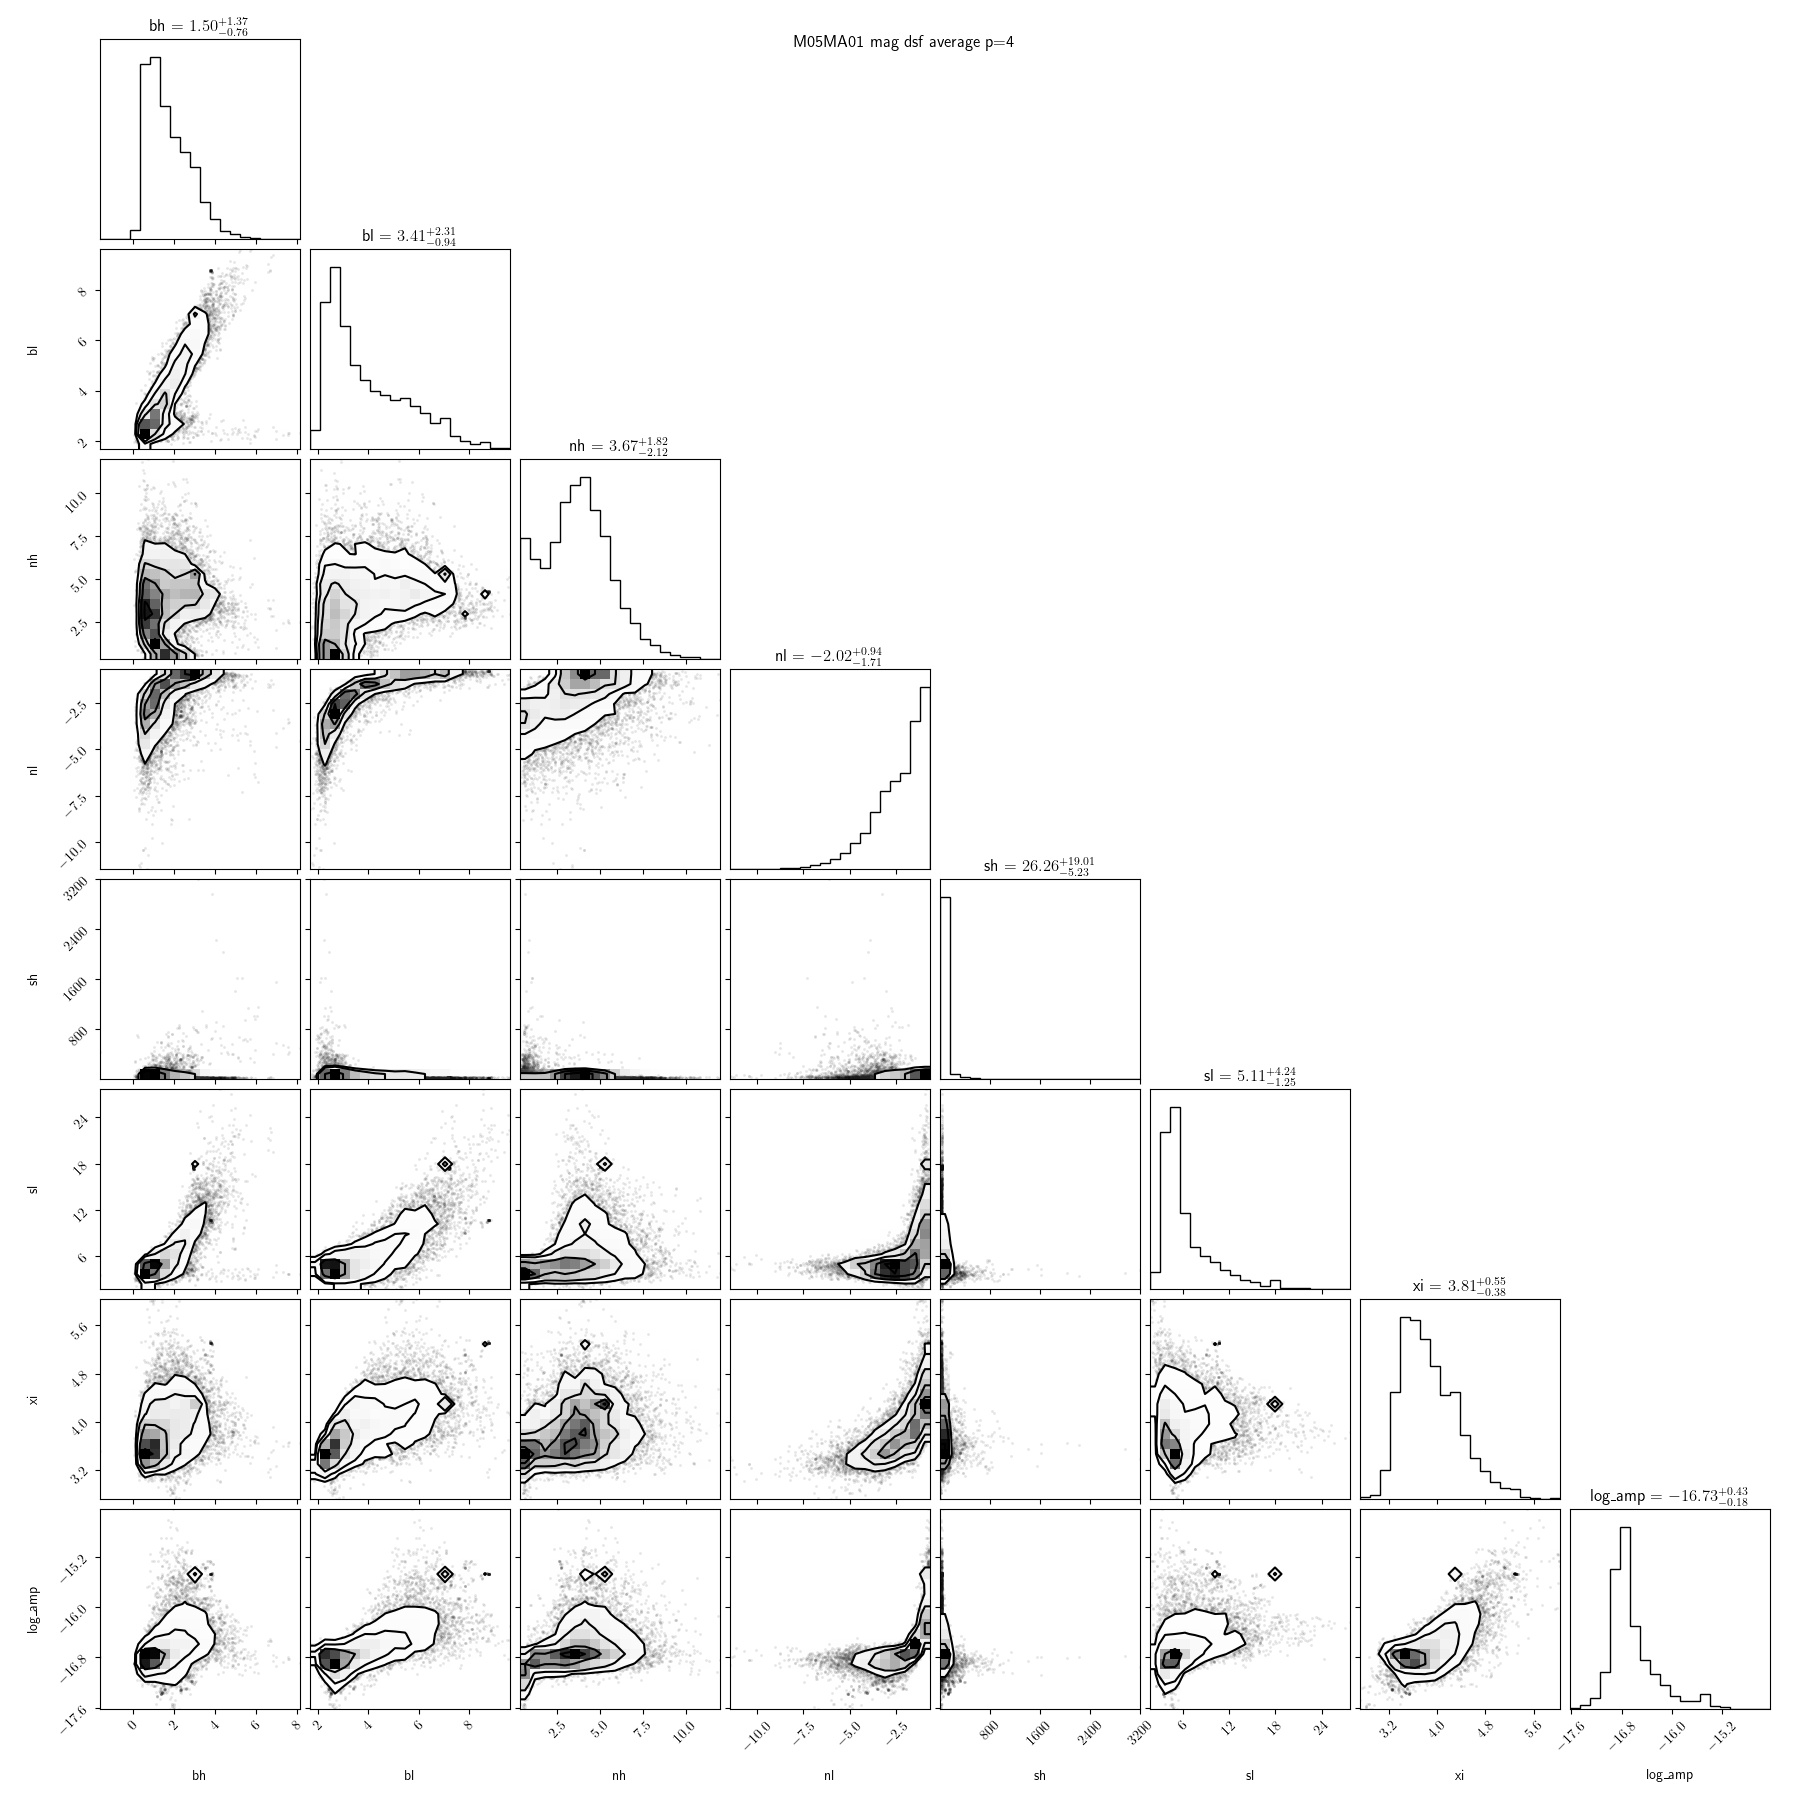 bh = 1.50^{+1.37}_{-0.76}
M05MA01 mag dsf average p=4
bl = 3.41^{+2.31}_{-0.94}
8
6
4
2
bl
nh = 3.67^{+1.82}_{-2.12}
10.0
7.5
5.0
2.5
nh
nl = −2.02^{+0.94}_{-1.71}
−2.5
−5.0
−7.5
−10.0
nl
sh = 26.26^{+19.01}_{-5.23}
3200
2400
1600
800
sh
sl = 5.11^{+4.24}_{-1.25}
24
18
12
6
sl
xi = 3.81^{+0.55}_{-0.38}
5.6
4.8
4.0
3.2
xi
log_amp = −16.73^{+0.43}_{-0.18}
−15.2
−16.0
−16.8
−17.6
log_amp
0 2 4 6 8 2 4 6 8 2.5 5.0 7.5 10.0 −10.0 −7.5 −5.0 −2.5 800 1600 2400 3200 6 12 18 24 3.2 4.0 4.8 5.6 −17.6 −16.8 −16.0 −15.2
bh bl nh nl sh sl xi log_amp